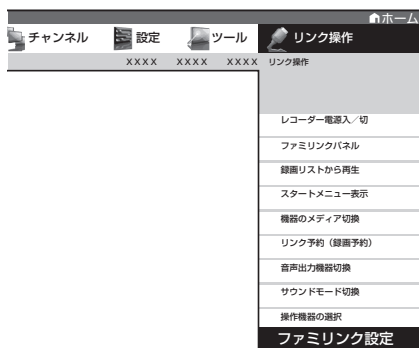 ホーム
チャンネル 設定 ツール リンク操作
XXXX XXXX XXXX リンク操作
レコーダー電源入／切
ファミリンクパネル
録画リストから再生
スタートメニュー表示
機器のメディア切換
リンク予約（録画予約）
音声出力機器切換
サウンドモード切換
操作機器の選択
ファミリンク設定